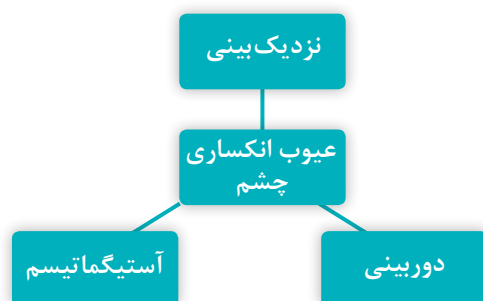 نزدیک‌بینی
عیوب انکساری
چشم
دوربینی
آستیگماتیسم